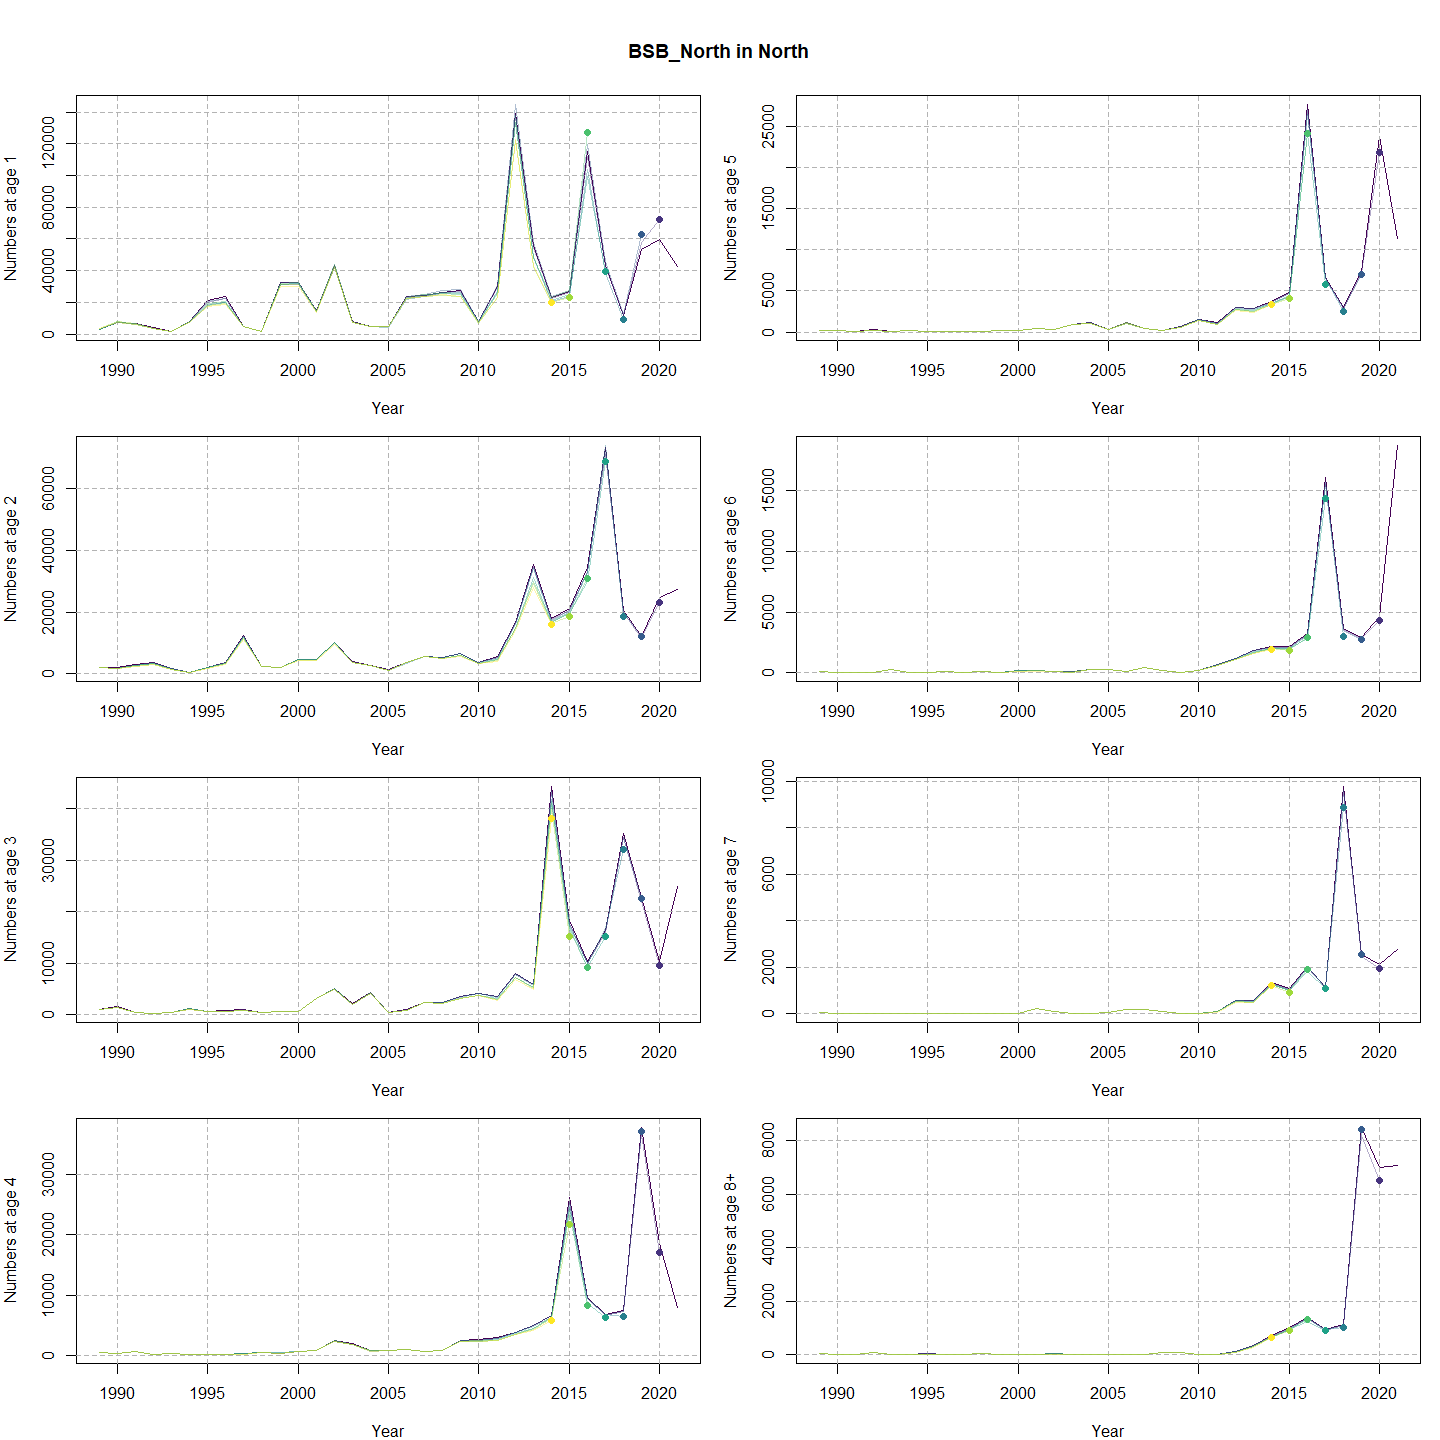 BSB_North in North
Numbers at age 1
0 40000 80000 120000
1990 1995 2000 2005 2010 2015 2020
Year
Numbers at age 5
0 5000 15000 25000
1990 1995 2000 2005 2010 2015 2020
Year
Numbers at age 2
0 20000 40000 60000
1990 1995 2000 2005 2010 2015 2020
Year
Numbers at age 6
0 5000 10000 15000
1990 1995 2000 2005 2010 2015 2020
Year
Numbers at age 3
0 10000 30000
1990 1995 2000 2005 2010 2015 2020
Year
Numbers at age 7
0 2000 6000 10000
1990 1995 2000 2005 2010 2015 2020
Year
Numbers at age 4
0 10000 20000 30000
1990 1995 2000 2005 2010 2015 2020
Year
Numbers at age 8+
0 2000 4000 6000 8000
1990 1995 2000 2005 2010 2015 2020
Year